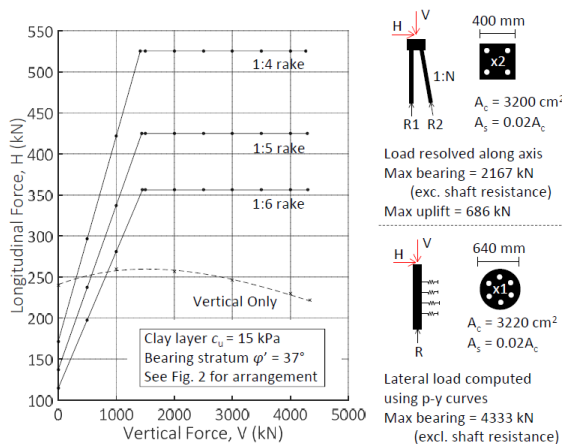 550
500
450
400
350
300
250
200
150
100
Longitudinal Force, H (kN)
0
1000
2000
3000
4000
5000
Vertical Force, V (kN)
1:4 rake
1:5 rake
1:6 rake
Vertical Only
Clay layer cᵤ = 15 kPa
Bearing stratum φ' = 37°
See Fig. 2 for arrangement
V
H
1:N
R1 R2
400 mm
x2
A꜀ = 3200 cm²
Aₛ = 0.02A꜀
Load resolved along axis
Max bearing = 2167 kN
(exc. shaft resistance)
Max uplift = 686 kN
V
H
R
640 mm
x1
A꜀ = 3220 cm²
Aₛ = 0.02A꜀
Lateral load computed
using p-y curves
Max bearing = 4333 kN
(excl. shaft resistance)